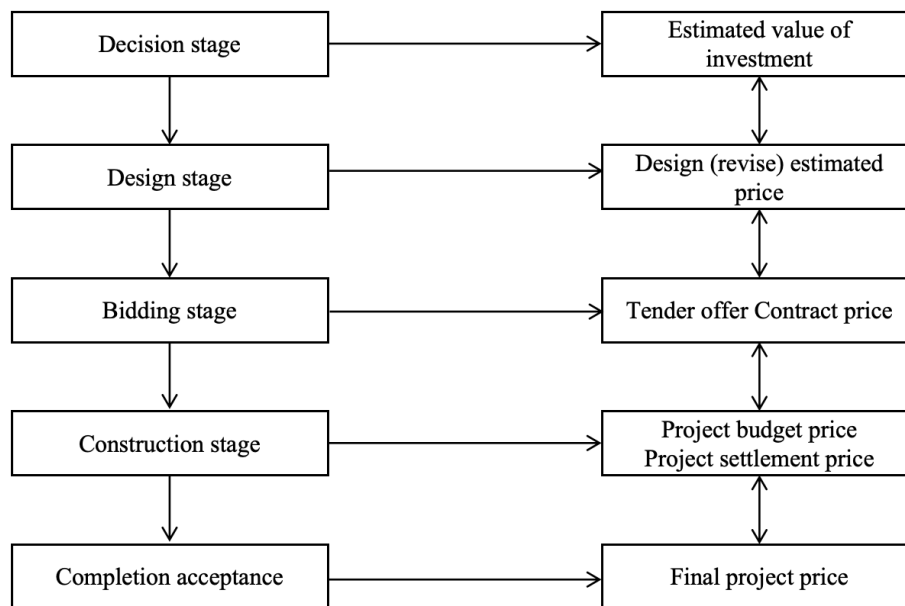 Decision stage
Estimated value of
investment
Design stage
Design (revise) estimated
price
Bidding stage
Tender offer Contract price
Construction stage
Project budget price
Project settlement price
Completion acceptance
Final project price